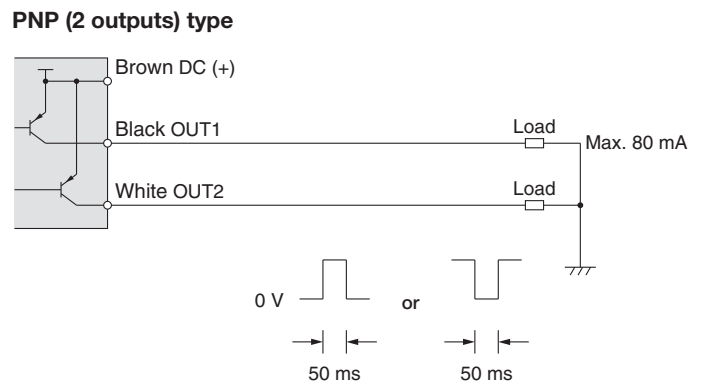 PNP (2 outputs) type
Brown DC (+)
Black OUT1
Load
Max. 80 mA
White OUT2
Load
0 V
or
50 ms
50 ms